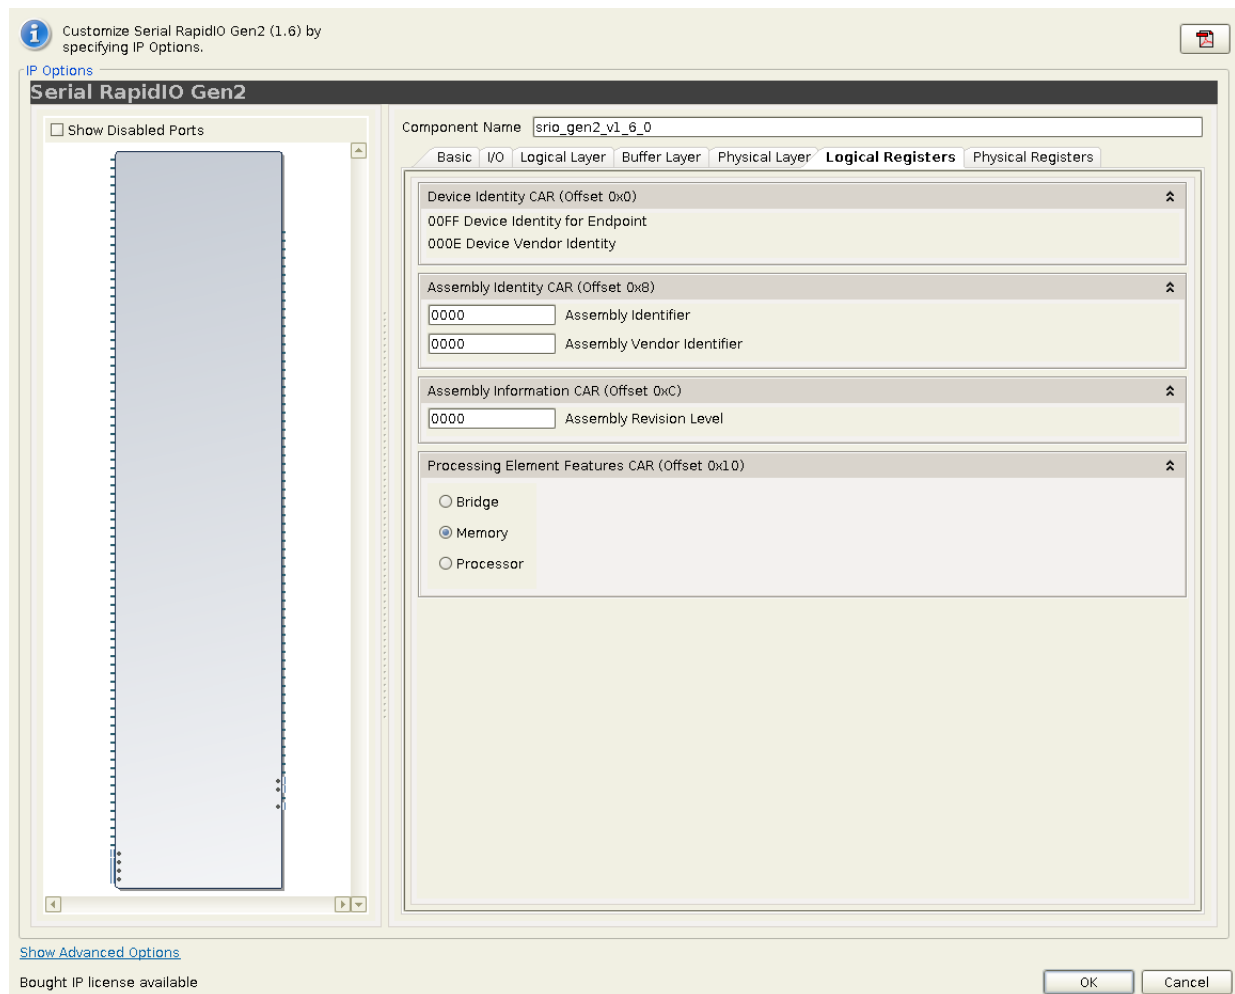 Customize Serial RapidIO Gen2 (1.6) by
specifying IP Options.
IP Options
Serial RapidIO Gen2
Show Disabled Ports
Component Name srio_gen2_v1_6_0
Basic I/O Logical Layer Buffer Layer Physical Layer Logical Registers Physical Registers
Device Identity CAR (Offset 0x0)
00FF Device Identity for Endpoint
000E Device Vendor Identity
Assembly Identity CAR (Offset 0x8)
0000 Assembly Identifier
0000 Assembly Vendor Identifier
Assembly Information CAR (Offset 0xC)
0000 Assembly Revision Level
Processing Element Features CAR (Offset 0x10)
Bridge
Memory
Processor
Show Advanced Options
Bought IP license available
OK Cancel